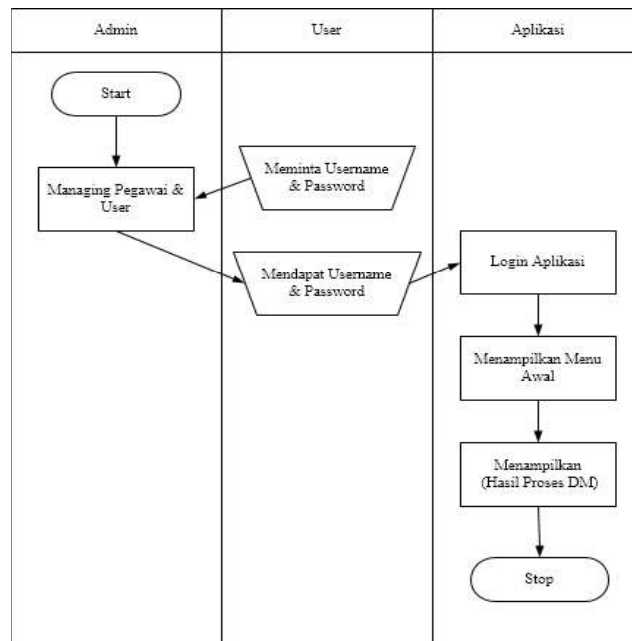 Admin
User
Aplikasi
Start
Meminta Username
& Password
Managing Pegawai &
User
Mendapat Username
& Password
Login Aplikasi
Menampilkan Menu
Awal
Menampilkan
(Hasil Proses DM)
Stop